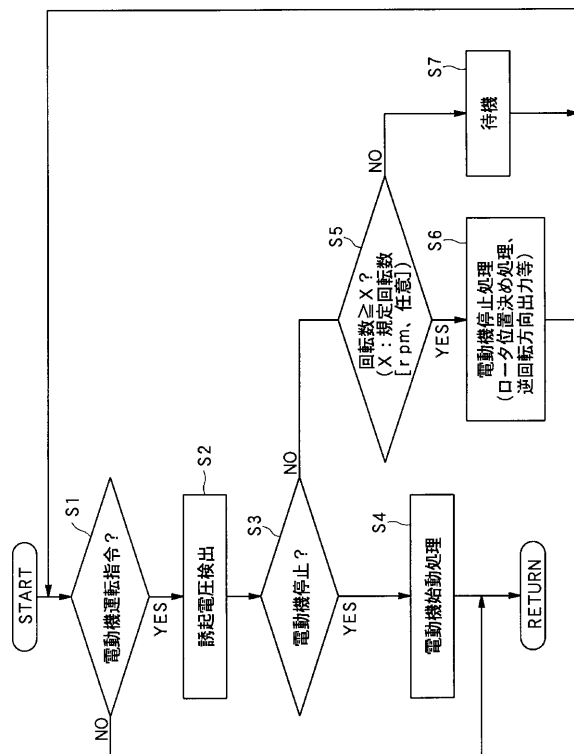 START
S1
電動機運転指令?
NO
YES
S2
誘起電圧検出
S3
電動機停止?
NO
YES
S4
電動機始動処理
RETURN
S5
回転数≧X?
(X:規定回転数
[rpm、任意])
NO
YES
S6
電動機停止処理
(ロータ位置決め処理、
逆回転方向出力等)
S7
待機